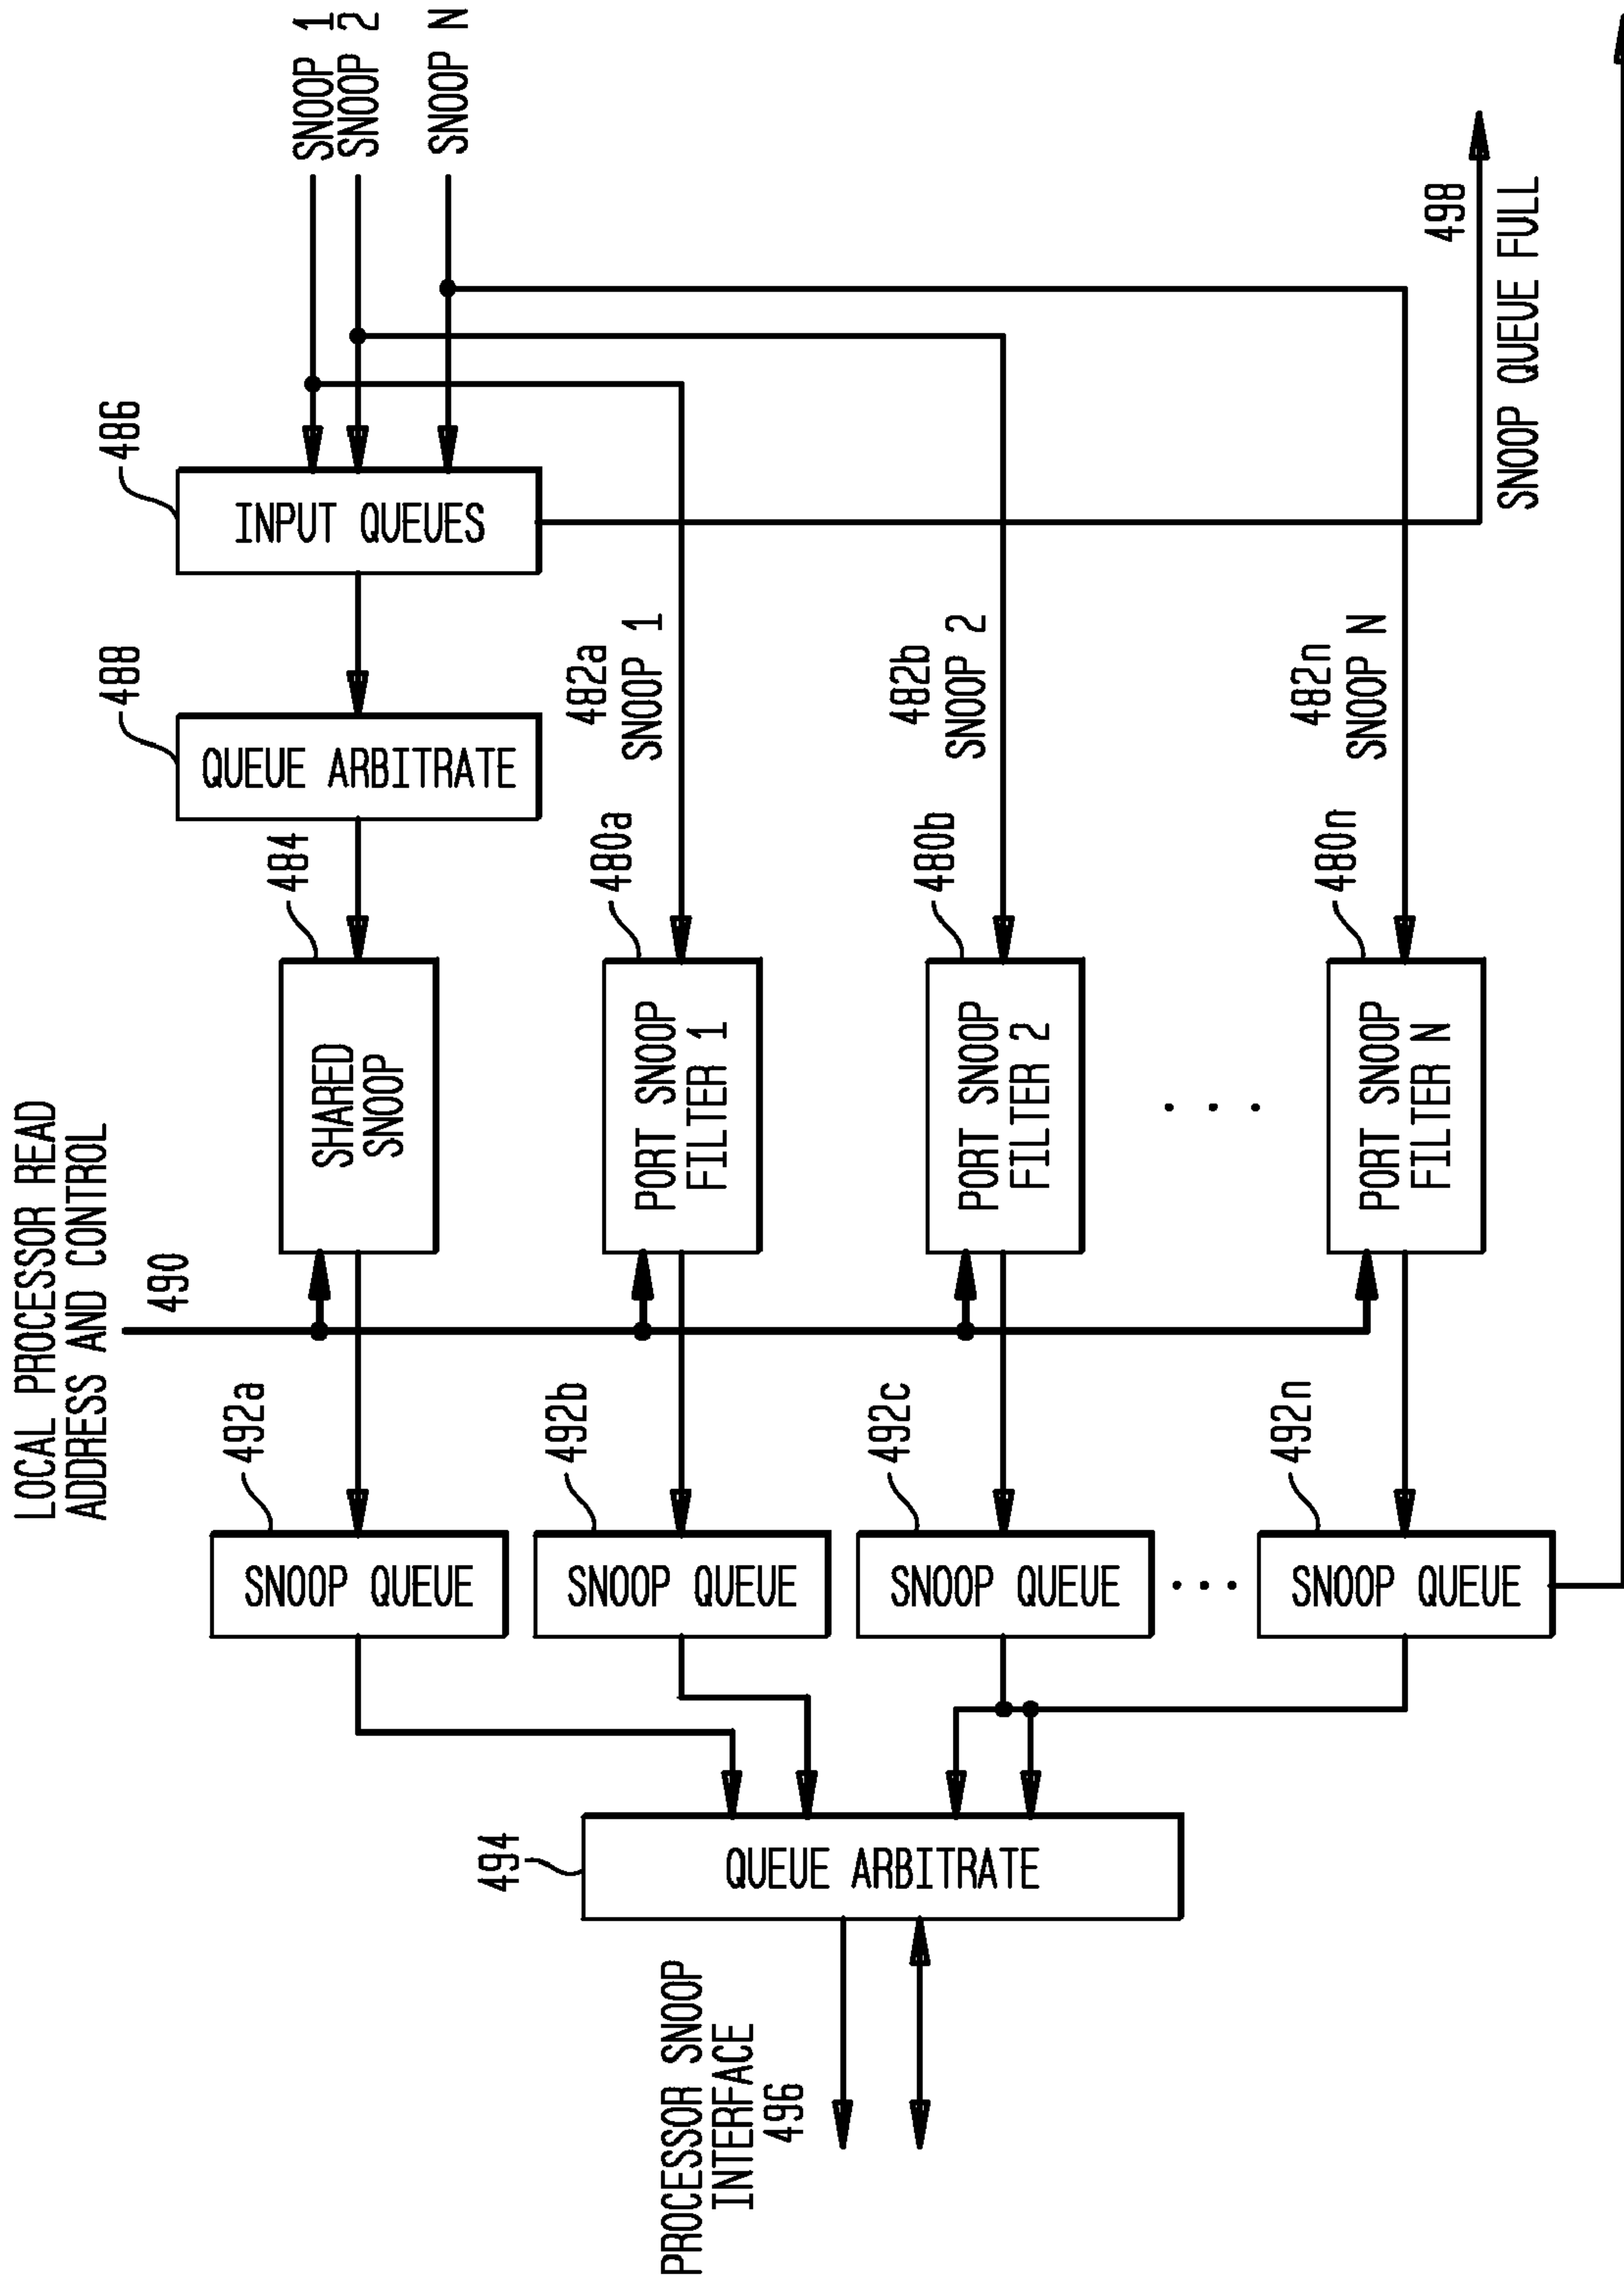 LOCAL PROCESSOR READ
ADDRESS AND CONTROL
490
SNOOP 1
SNOOP 2
SNOOP N
486
INPUT QUEUES
488
QUEUE ARBITRATE
484
SHARED
SNOOP
492a
SNOOP QUEUE
482a
SNOOP 1
480a
PORT SNOOP
FILTER 1
492b
SNOOP QUEUE
482b
SNOOP 2
480b
PORT SNOOP
FILTER 2
492c
SNOOP QUEUE
. . .
...
482n
SNOOP N
480n
PORT SNOOP
FILTER N
492n
SNOOP QUEUE
494
QUEUE ARBITRATE
PROCESSOR SNOOP
INTERFACE
496
498
SNOOP QUEUE FULL